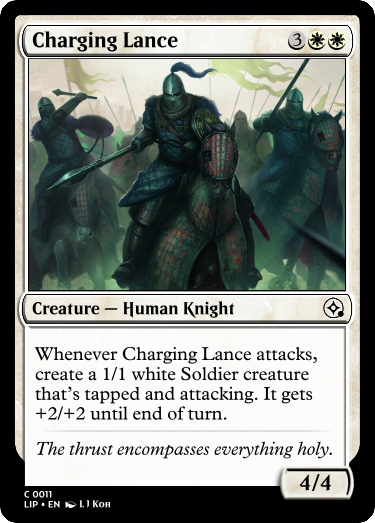 Charging Lance 3
Creature — Human Knight
Whenever Charging Lance attacks,
create a 1/1 white Soldier creature
that's tapped and attacking. It gets
+2/+2 until end of turn.
The thrust encompasses everything holy.
4/4
C 0011
LIP • EN LJ Koh